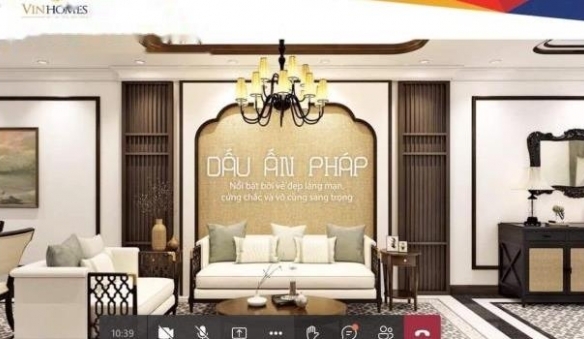 VINHOMES
DẤU ẤN PHÁP
Nổi bật bởi vẻ đẹp lãng mạn,
cứng chắc và vô cùng sang trọng
10:39